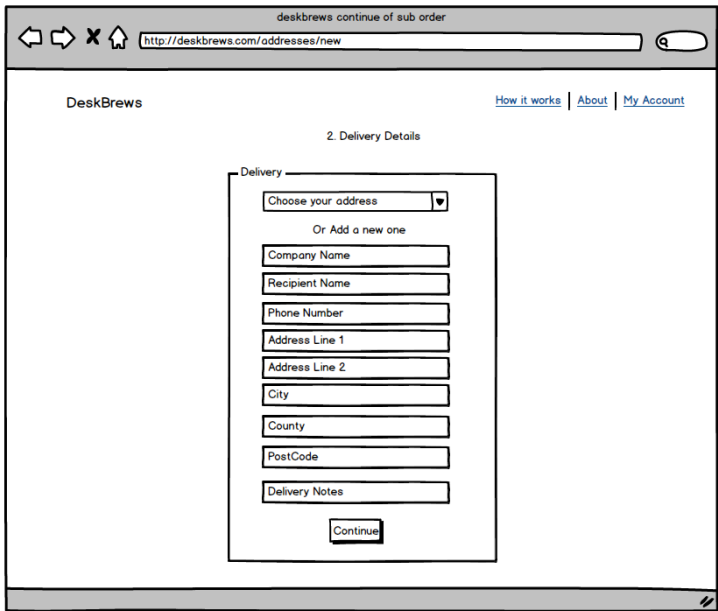 deskbrews continue of sub order
http://deskbrews.com/addresses/new
DeskBrews
How it works | About | My Account
2. Delivery Details
Delivery
Choose your address
Or Add a new one
Company Name
Recipient Name
Phone Number
Address Line 1
Address Line 2
City
County
PostCode
Delivery Notes
Continue